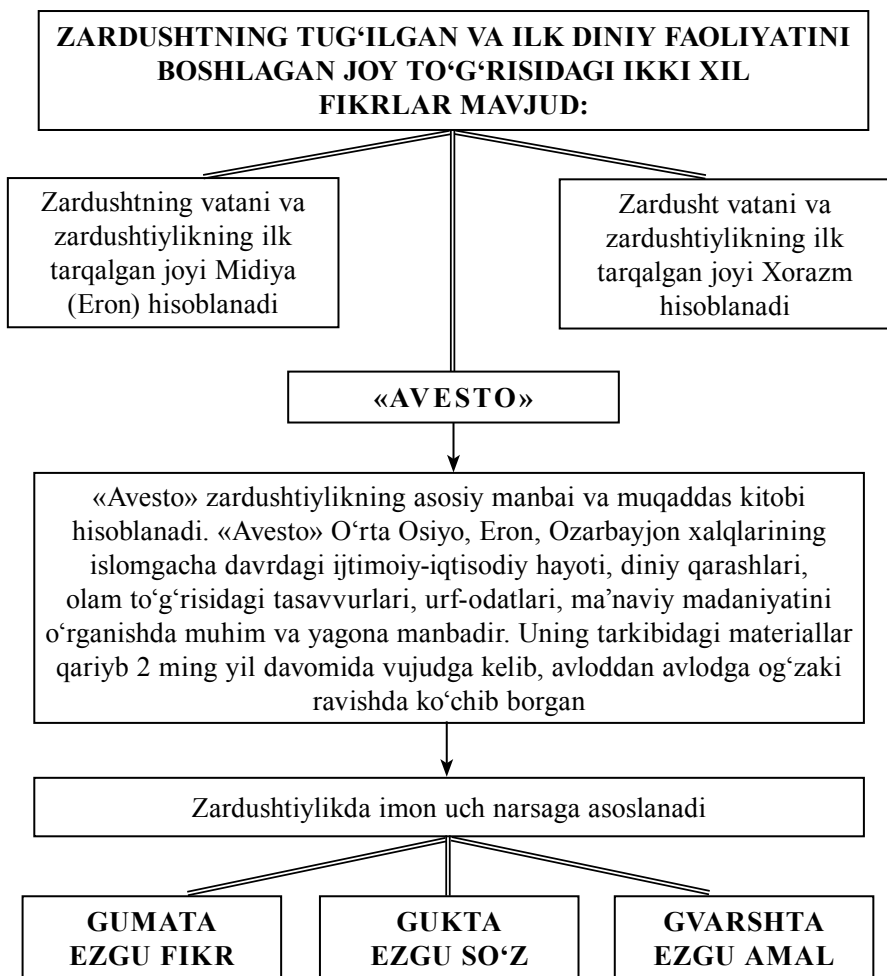 ZARDUSHTNING TUG‘ILGAN VA ILK DINIY FAOLIYATINI
BOSHLAGAN JOY TO‘G‘RISIDAGI IKKI XIL
FIKRLAR MAVJUD:
Zardushtning vatani va
zardushtiylikning ilk
tarqalgan joyi Midiya
(Eron) hisoblanadi
Zardusht vatani va
zardushtiylikning ilk
tarqalgan joyi Xorazm
hisoblanadi
«AVESTO»
«Avesto» zardushtiylikning asosiy manbai va muqaddas kitobi
hisoblanadi. «Avesto» O‘rta Osiyo, Eron, Ozarbayjon xalqlarining
islomgacha davrdagi ijtimoiy-iqtisodiy hayoti, diniy qarashlari,
olam to‘g‘risidagi tasavvurlari, urf-odatlari, ma’naviy madaniyatini
o‘rganishda muhim va yagona manbadir. Uning tarkibidagi materiallar
qariyb 2 ming yil davomida vujudga kelib, avloddan avlodga og‘zaki
ravishda ko‘chib borgan
Zardushtiylikda imon uch narsaga asoslanadi
GUMATA
EZGU FIKR
GUKTA
EZGU SO‘Z
GVARSHTA
EZGU AMAL